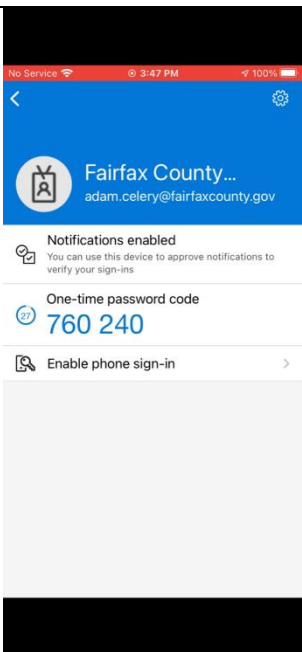 No Service 3:47 PM 100%
Fairfax County...
adam.celery@fairfaxcounty.gov
Notifications enabled
You can use this device to approve notifications to
verify your sign-ins
One-time password code
27
760 240
Enable phone sign-in